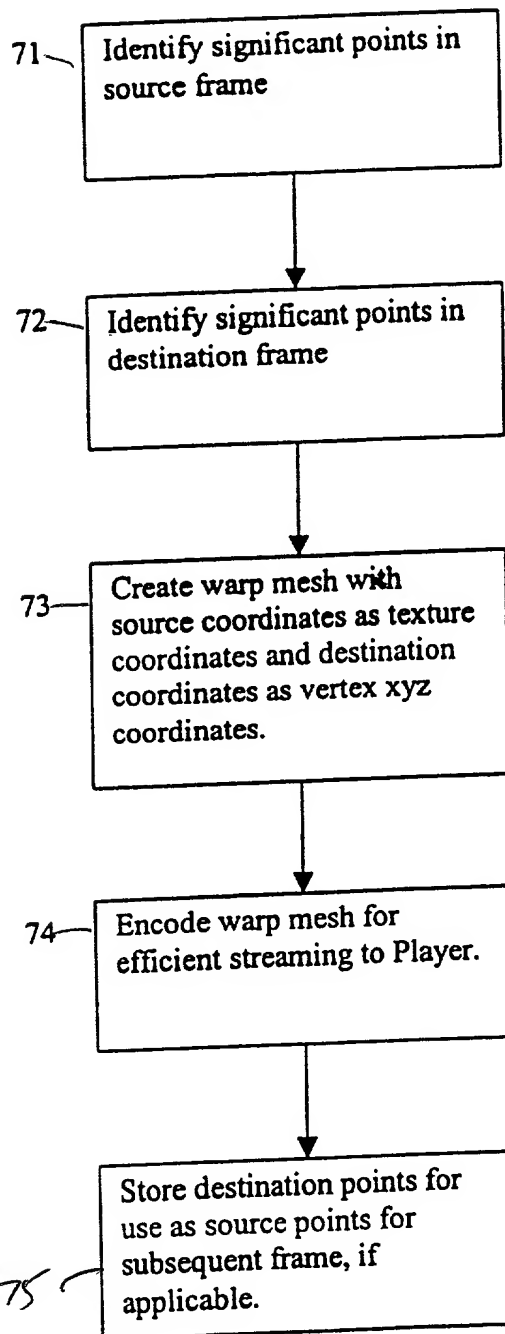 71
Identify significant points in
source frame
72
Identify significant points in
destination frame
73
Create warp mesh with
source coordinates as texture
coordinates and destination
coordinates as vertex xyz
coordinates.
74
Encode warp mesh for
efficient streaming to Player.
75
Store destination points for
use as source points for
subsequent frame, if
applicable.